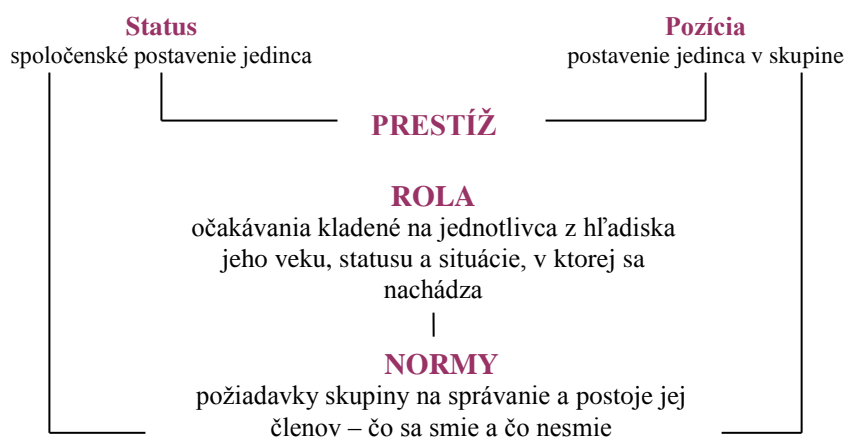 Status
spoločenské postavenie jedinca
Pozícia
postavenie jedinca v skupine
PRESTÍŽ
ROLA
očakávania kladené na jednotlivca z hľadiska
jeho veku, statusu a situácie, v ktorej sa
nachádza
NORMY
požiadavky skupiny na správanie a postoje jej
členov – čo sa smie a čo nesmie